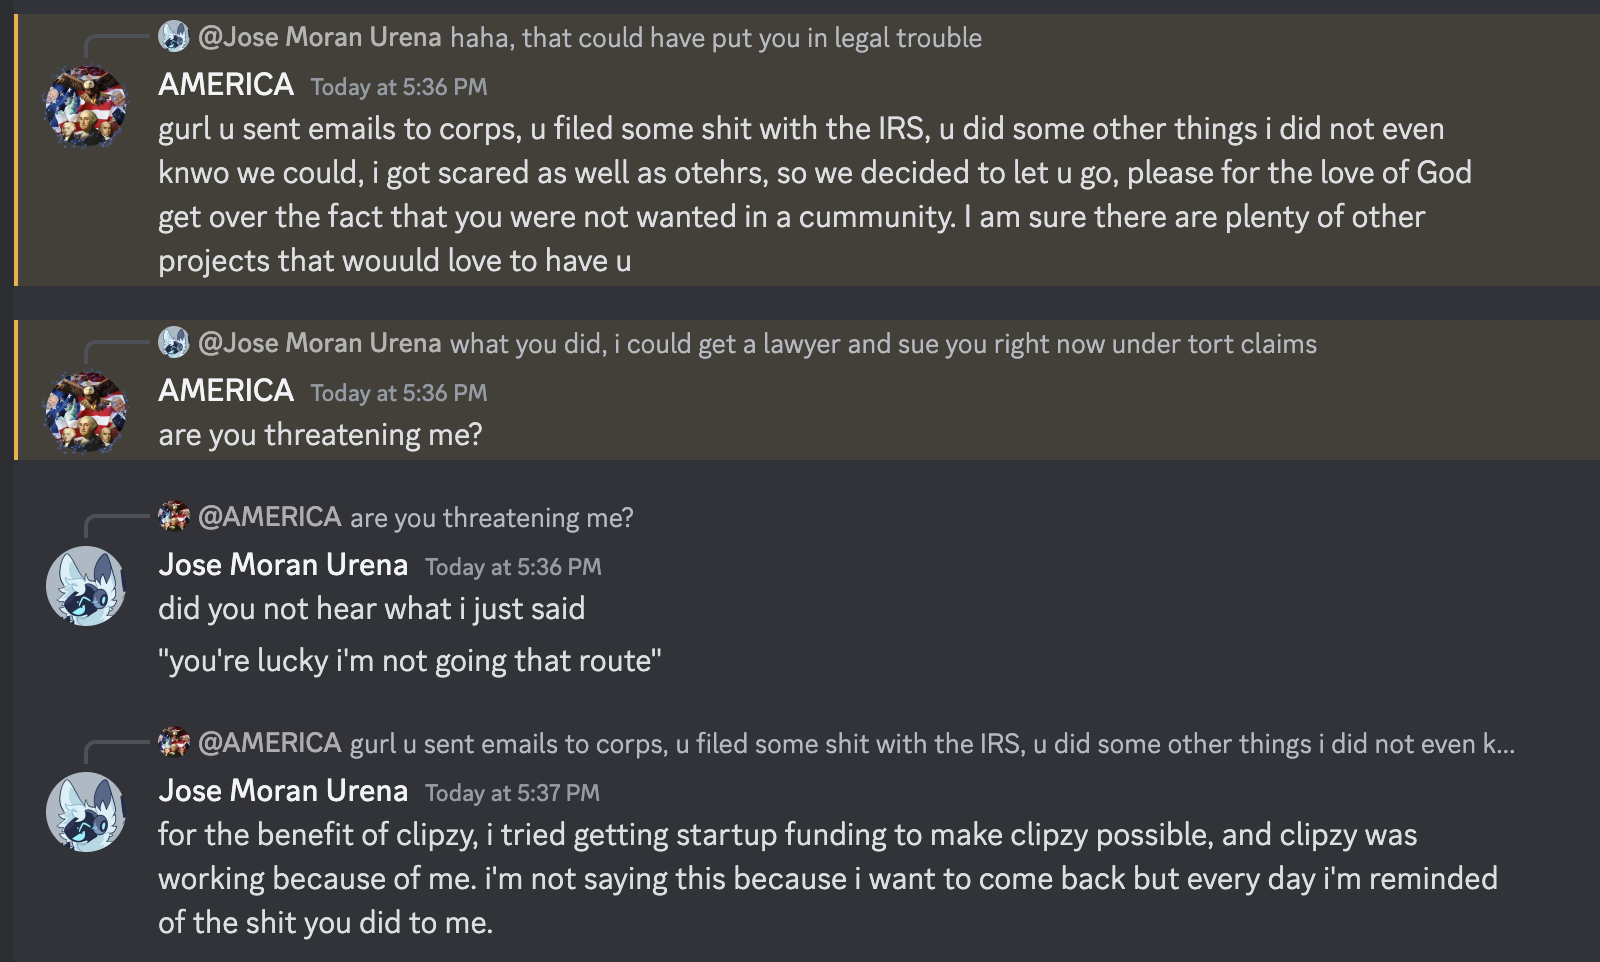 @Jose Moran Urena haha, that could have put you in legal trouble
AMERICA Today at 5:36 PM
gurl u sent emails to corps, u filed some shit with the IRS, u did some other things i did not even
knwo we could, i got scared as well as otehrs, so we decided to let u go, please for the love of God
get over the fact that you were not wanted in a cummunity. I am sure there are plenty of other
projects that wouuld love to have u
@Jose Moran Urena what you did, i could get a lawyer and sue you right now under tort claims
AMERICA Today at 5:36 PM
are you threatening me?
@AMERICA are you threatening me?
Jose Moran Urena Today at 5:36 PM
did you not hear what i just said
"you're lucky i'm not going that route"
@AMERICA gurl u sent emails to corps, u filed some shit with the IRS, u did some other things i did not even k...
Jose Moran Urena Today at 5:37 PM
for the benefit of clipzy, i tried getting startup funding to make clipzy possible, and clipzy was
working because of me. i'm not saying this because i want to come back but every day i'm reminded
of the shit you did to me.